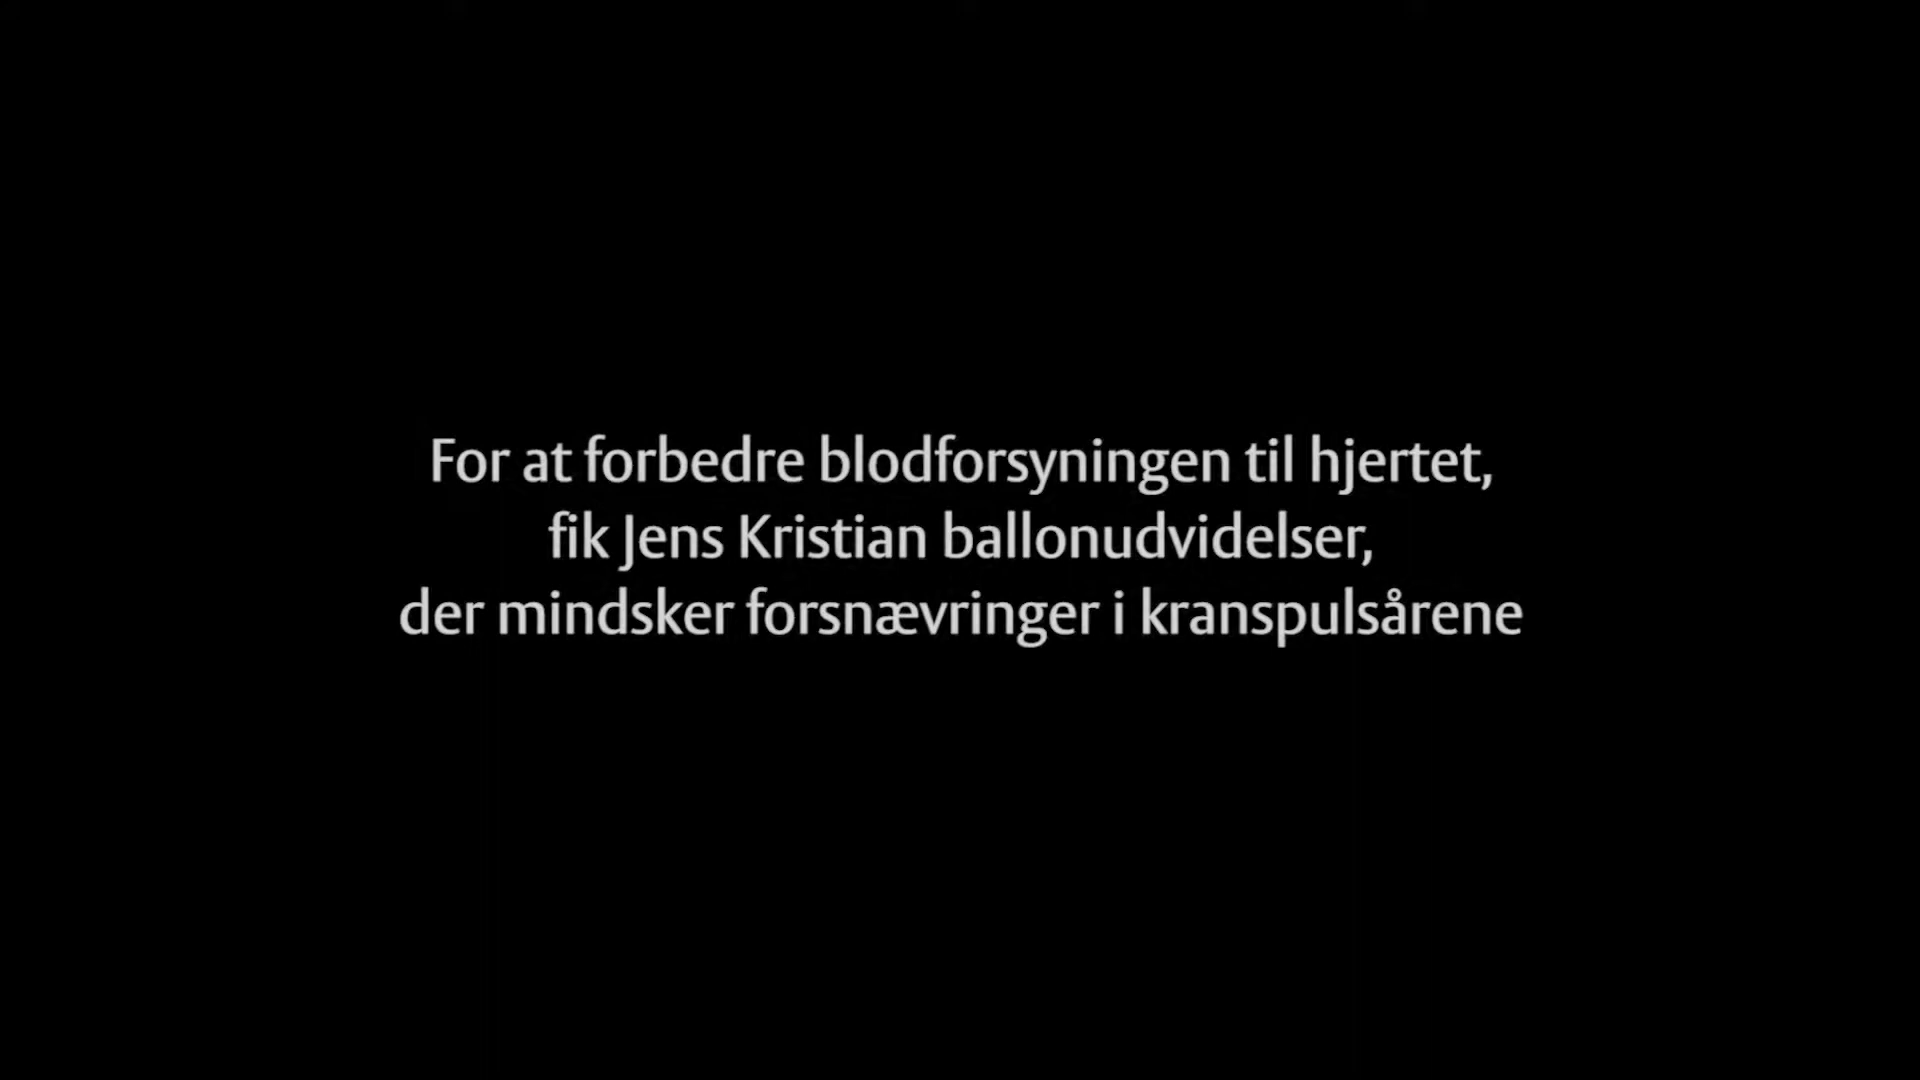 For at forbedre blodforsyningen til hjertet,
fik Jens Kristian ballonudvidelser,
der mindsker forsnævringer i kranspulsårene